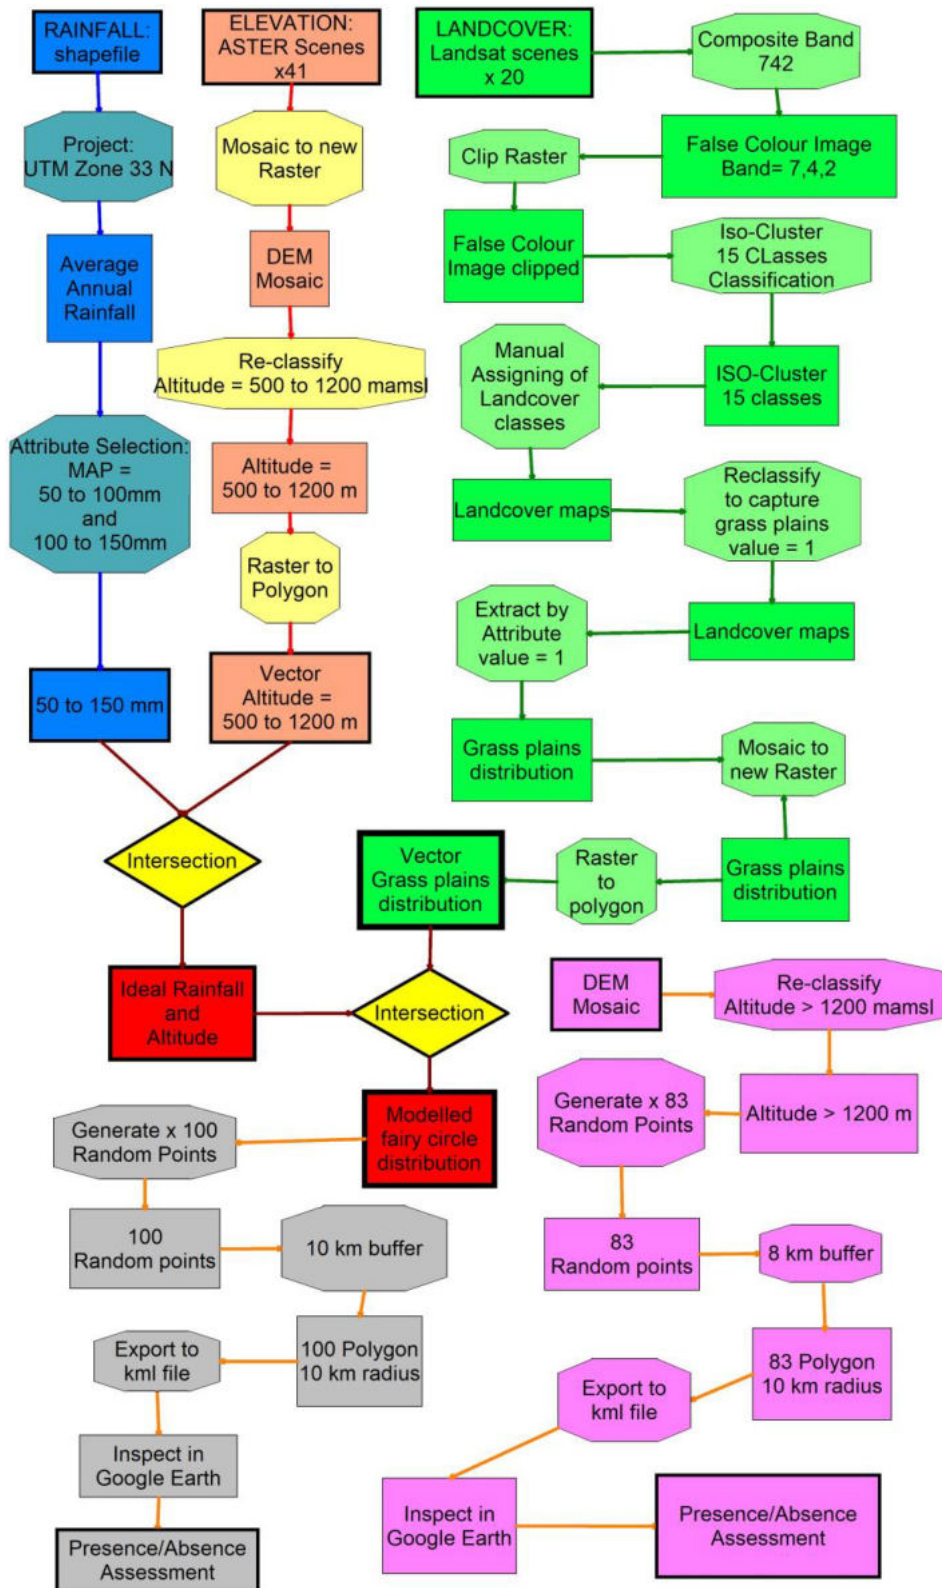 RAINFALL:
shapefile
Project:
UTM Zone 33 N
Average
Annual
Rainfall
Attribute Selection:
MAP =
50 to 100mm
and
100 to 150mm
50 to 150 mm
ELEVATION:
ASTER Scenes
x41
Mosaic to new
Raster
DEM
Mosaic
Re-classify
Altitude = 500 to 1200 mamsl
Altitude =
500 to 1200 m
Raster to
Polygon
Vector
Altitude =
500 to 1200 m
Intersection
Ideal Rainfall
and
Altitude
LANDCOVER:
Landsat scenes
x 20
Composite Band
742
False Colour Image
Band= 7,4,2
Clip Raster
False Colour
Image clipped
Iso-Cluster
15 CLasses
Classification
ISO-Cluster
15 classes
Manual
Assigning of
Landcover
classes
Landcover maps
Reclassify
to capture
grass plains
value = 1
Landcover maps
Extract by
Attribute
value = 1
Grass plains
distribution
Mosaic to
new Raster
Grass plains
distribution
Raster
to
polygon
Vector
Grass plains
distribution
Intersection
Modelled
fairy circle
distribution
Generate x 100
Random Points
100
Random points
10 km buffer
100 Polygon
10 km radius
Export to
kml file
Inspect in
Google Earth
Presence/Absence
Assessment
DEM
Mosaic
Re-classify
Altitude > 1200 mamsl
Altitude > 1200 m
Generate x 83
Random Points
83
Random points
8 km buffer
83 Polygon
10 km radius
Export to
kml file
Inspect in
Google Earth
Presence/Absence
Assessment